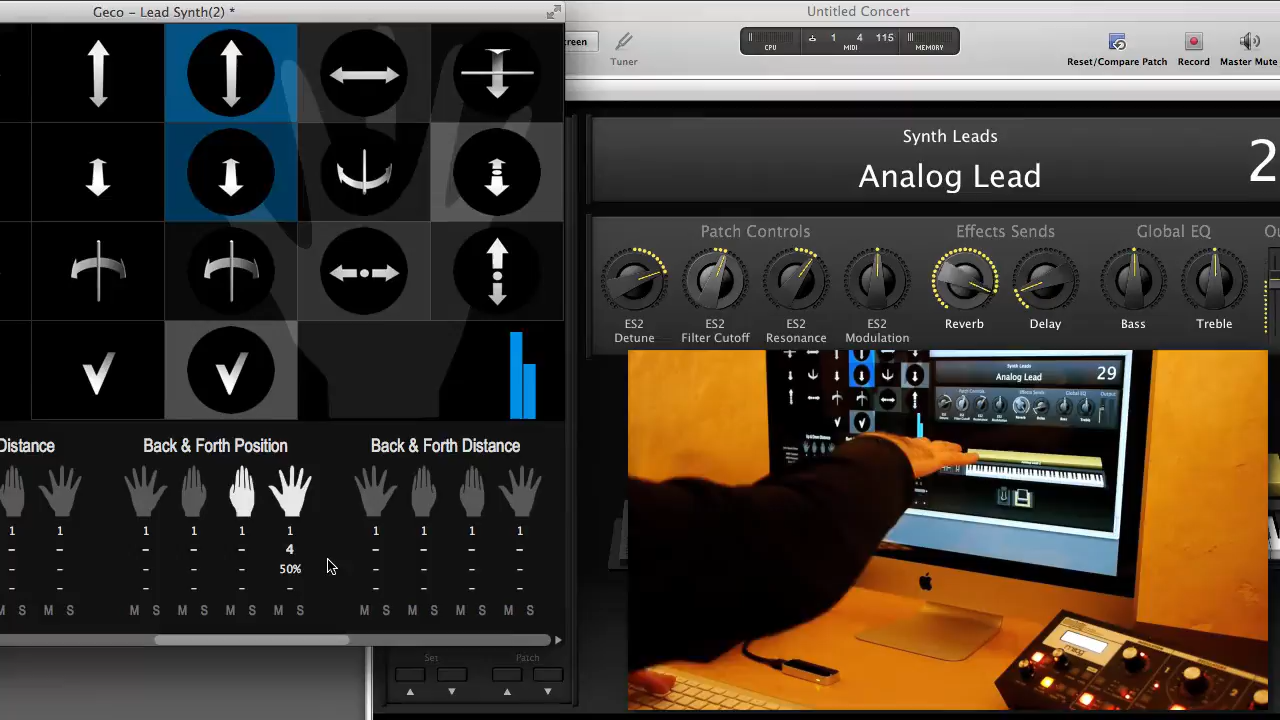 Geco – Lead Synth(2) *
Untitled Concert
reen
Tuner
CPU
1 4 115
MIDI
MEMORY
Reset/Compare Patch
Record
Master Mute
Synth Leads
Analog Lead
2
Patch Controls
Effects Sends
Global EQ
Ou
ES2
Detune
ES2
Filter Cutoff
ES2
Resonance
ES2
Modulation
Reverb
Delay
Bass
Treble
Synth Leads
Analog Lead
29
Distance
Back & Forth Position
Back & Forth Distance
1 1 1 1 1 1 1 1 1 1
– – – – – 4 – – – –
– – – – – 50% – – – –
– – – – – – – – – –
M S M S M S M S M S
Set
Patch